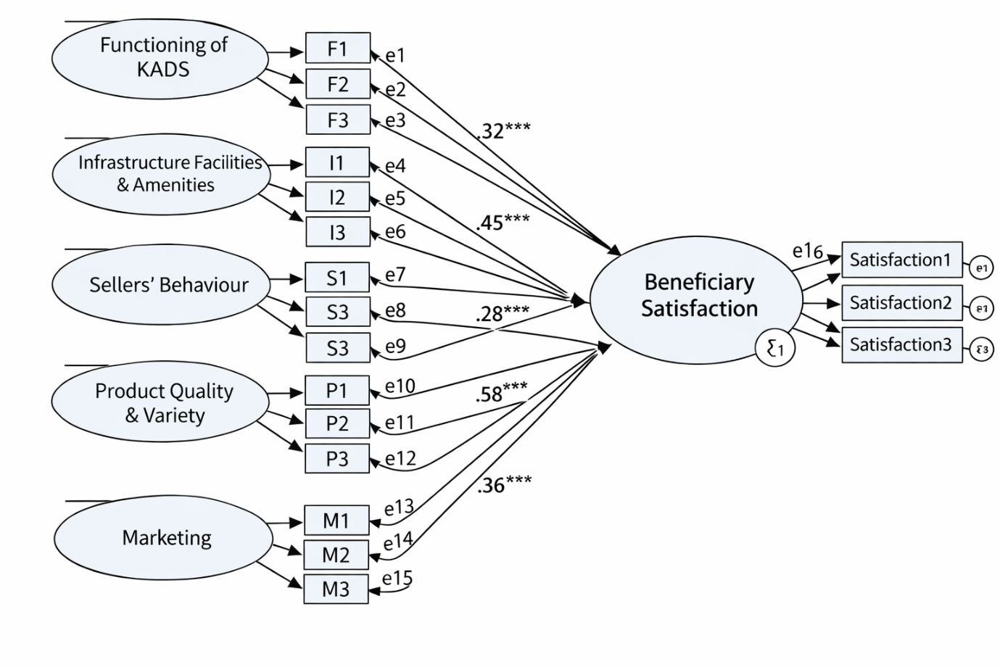 Functioning of
KADS
F1
e1
F2
e2
F3
e3
.32***
Infrastructure Facilities
& Amenities
I1
e4
I2
e5
I3
e6
.45***
Sellers’ Behaviour
S1
e7
S3
e8
S3
e9
.28***
Product Quality
& Variety
P1
e10
P2
e11
P3
e12
.58***
Marketing
M1
e13
M2
e14
M3
e15
.36***
Beneficiary
Satisfaction
ξ1
e16
Satisfaction1
e1
Satisfaction2
Satisfaction3